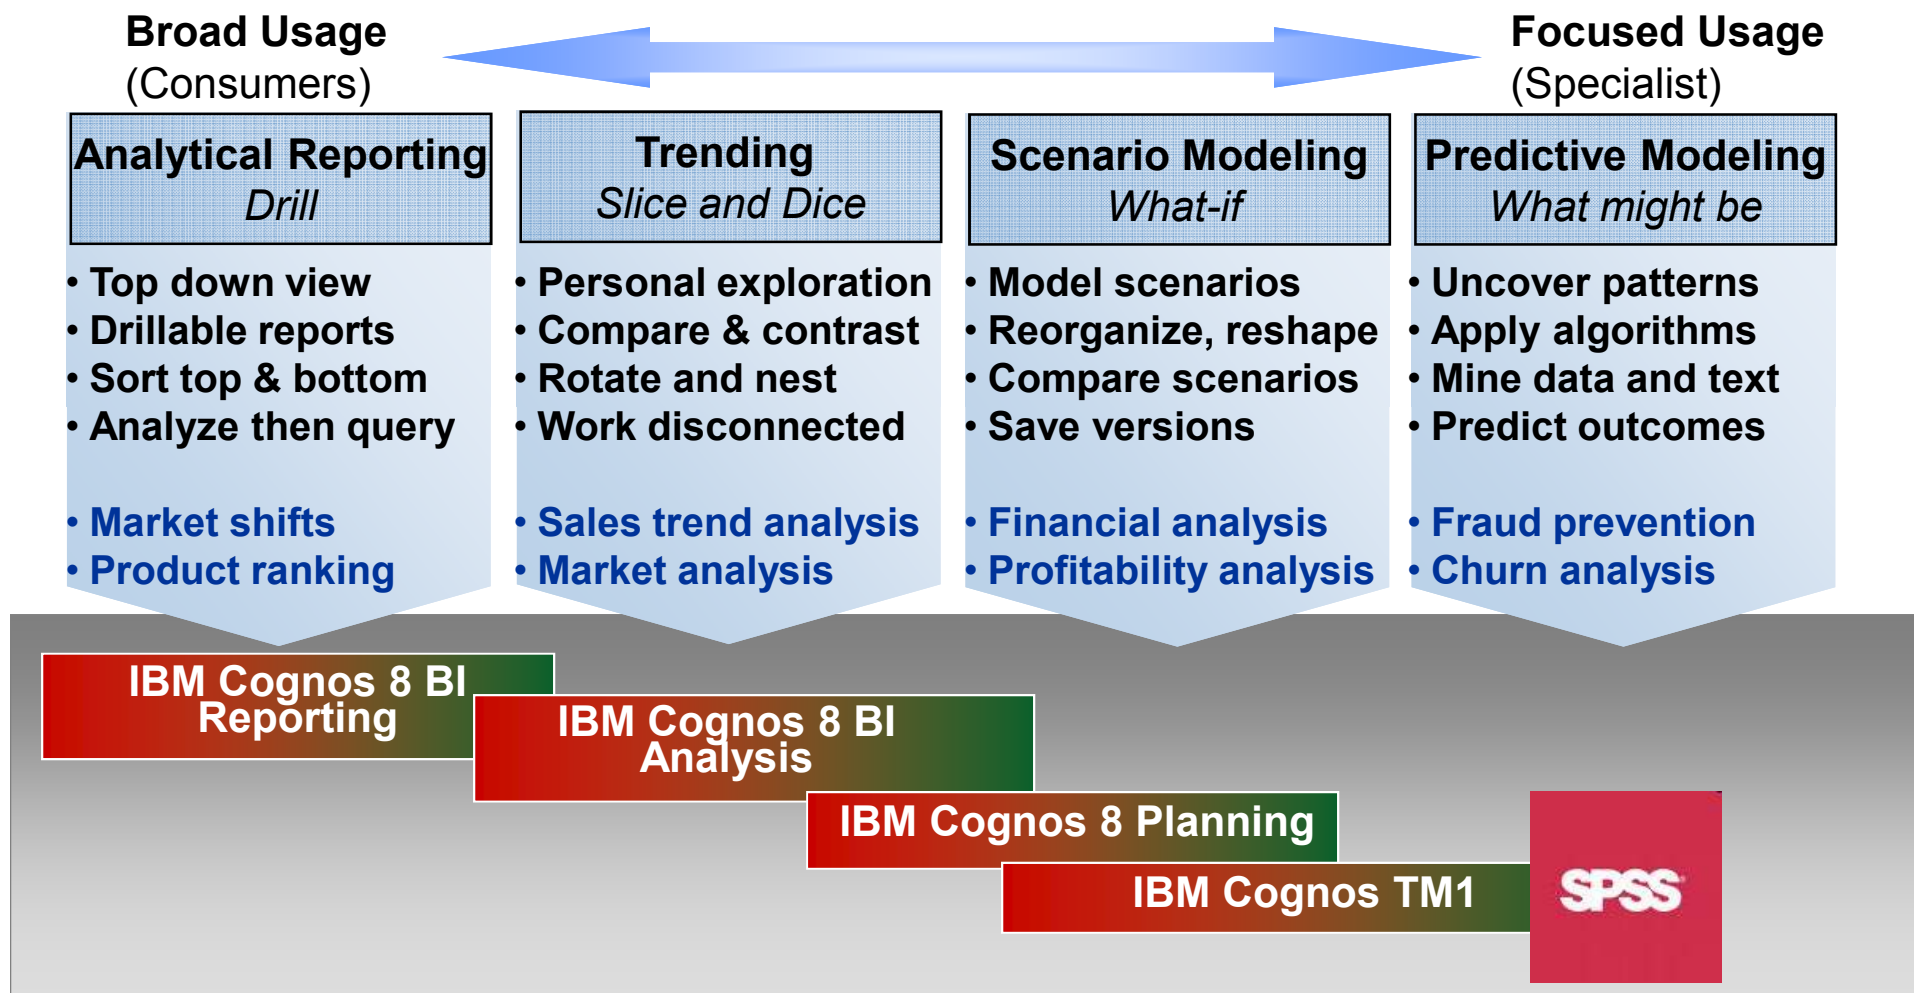 Broad Usage
(Consumers)
Focused Usage
(Specialist)
Analytical Reporting
Drill
• Top down view
• Drillable reports
• Sort top & bottom
• Analyze then query
• Market shifts
• Product ranking
Trending
Slice and Dice
• Personal exploration
• Compare & contrast
• Rotate and nest
• Work disconnected
• Sales trend analysis
• Market analysis
Scenario Modeling
What-if
• Model scenarios
• Reorganize, reshape
• Compare scenarios
• Save versions
• Financial analysis
• Profitability analysis
Predictive Modeling
What might be
• Uncover patterns
• Apply algorithms
• Mine data and text
• Predict outcomes
• Fraud prevention
• Churn analysis
IBM Cognos 8 BI
Reporting
IBM Cognos 8 BI
Analysis
IBM Cognos 8 Planning
IBM Cognos TM1
SPSS